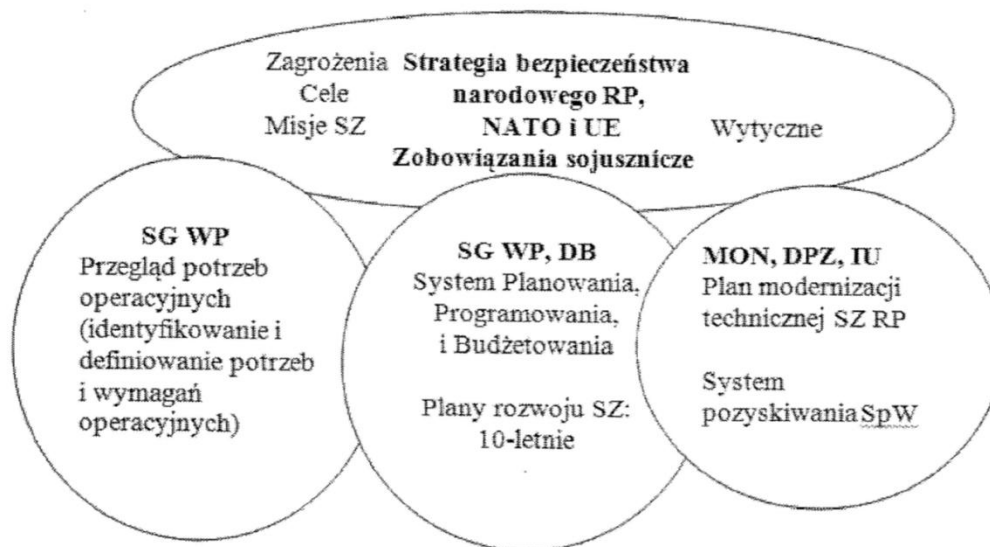 Zagrożenia Strategia bezpieczeństwa
Cele narodowego RP,
Misje SZ NATO i UE Wytyczne
Zobowiązania sojusznicze
SG WP
Przegląd potrzeb
operacyjnych
(identyfikowanie i
definiowanie potrzeb
i wymagań
operacyjnych)
SG WP, DB
System Planowania,
Programowania,
i Budżetowania
Plany rozwoju SZ:
10-letnie
MON, DPZ, IU
Plan modernizacji
technicznej SZ RP
System
pozyskiwania SpW